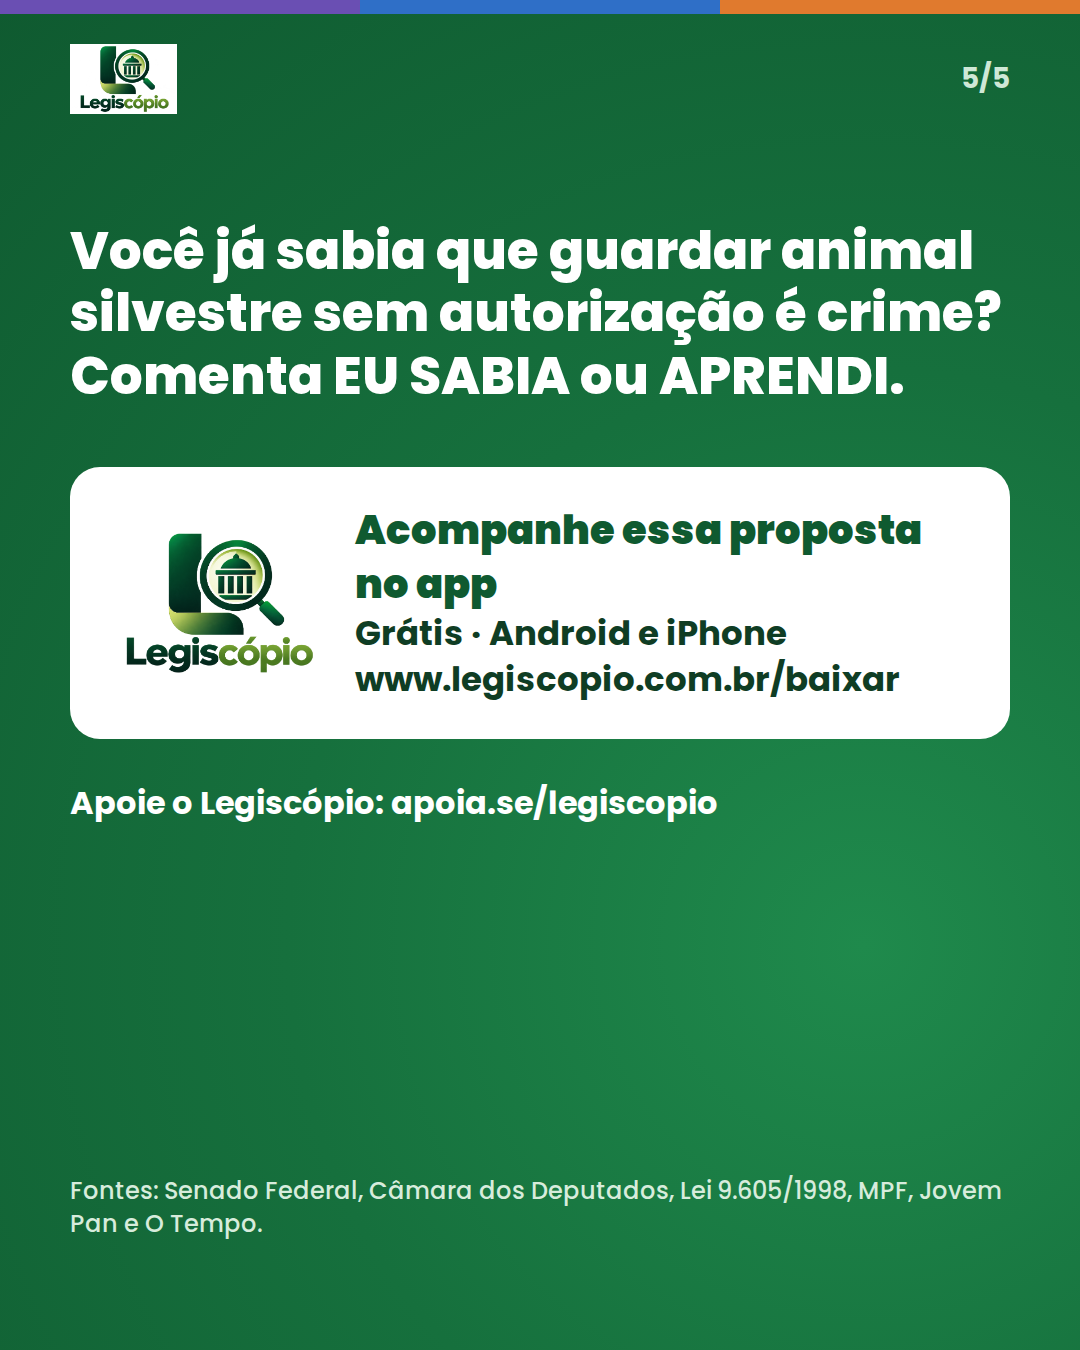 Legiscópio
5/5
Você já sabia que guardar animal
silvestre sem autorização é crime?
Comenta EU SABIA ou APRENDI.
Legiscópio
Acompanhe essa proposta
no app
Grátis · Android e iPhone
www.legiscopio.com.br/baixar
Apoie o Legiscópio: apoia.se/legiscopio
Fontes: Senado Federal, Câmara dos Deputados, Lei 9.605/1998, MPF, Jovem
Pan e O Tempo.